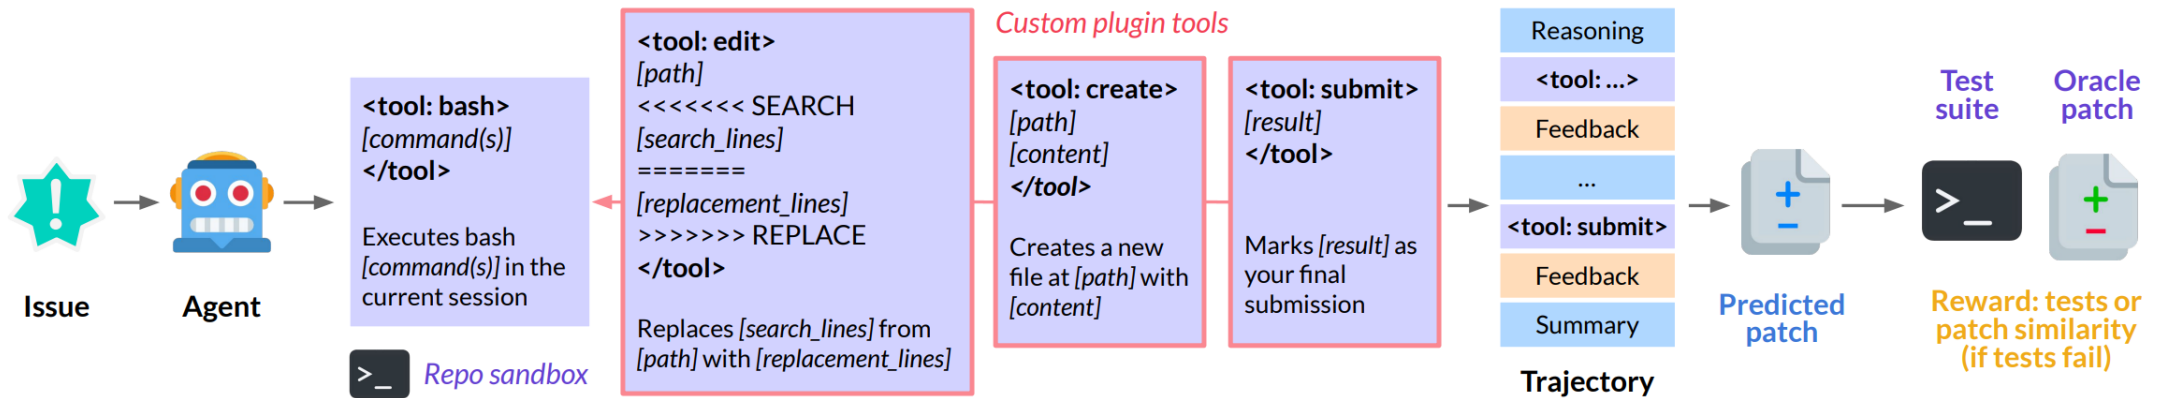 Issue
Agent
<tool: bash>
[command(s)]
</tool>
Executes bash
[command(s)] in the
current session
>_
Repo sandbox
<tool: edit>
[path]
<<<<<<< SEARCH
[search_lines]
=======
[replacement_lines]
>>>>>>> REPLACE
</tool>
Replaces [search_lines] from
[path] with [replacement_lines]
Custom plugin tools
<tool: create>
[path]
[content]
</tool>
Creates a new
file at [path] with
[content]
<tool: submit>
[result]
</tool>
Marks [result] as
your final
submission
Reasoning
<tool: ...>
Feedback
...
<tool: submit>
Feedback
Summary
Trajectory
Predicted
patch
Test
suite
>_
Oracle
patch
Reward: tests or
patch similarity
(if tests fail)